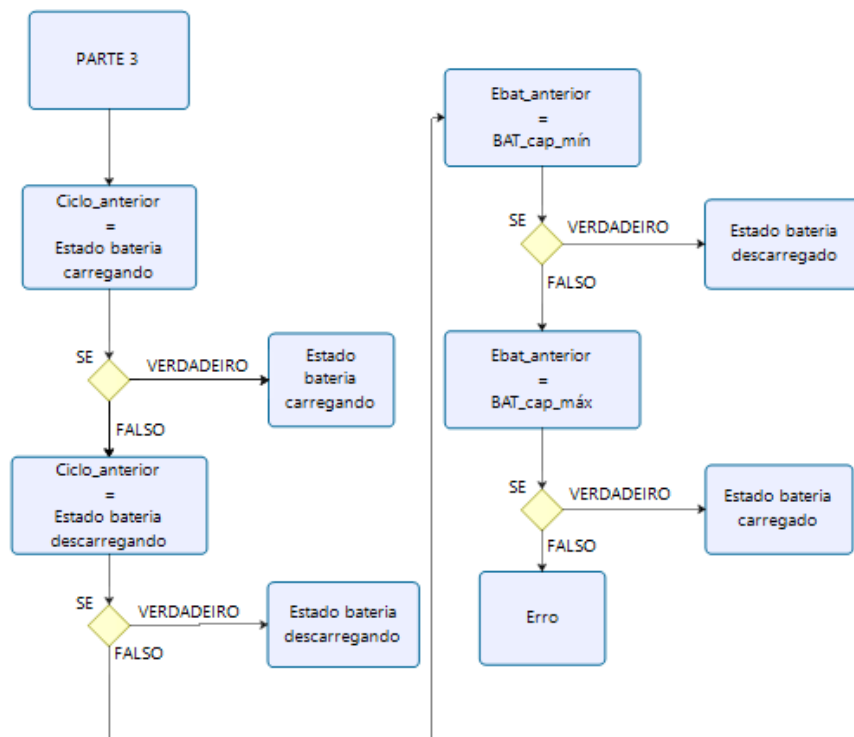 PARTE 3
Ciclo_anterior
=
Estado bateria
carregando
SE
VERDADEIRO
Estado
bateria
carregando
FALSO
Ciclo_anterior
=
Estado bateria
descarregando
SE
VERDADEIRO
Estado bateria
descarregando
FALSO
Ebat_anterior
=
BAT_cap_mín
SE
VERDADEIRO
Estado bateria
descarregado
FALSO
Ebat_anterior
=
BAT_cap_máx
SE
VERDADEIRO
Estado bateria
carregado
FALSO
Erro